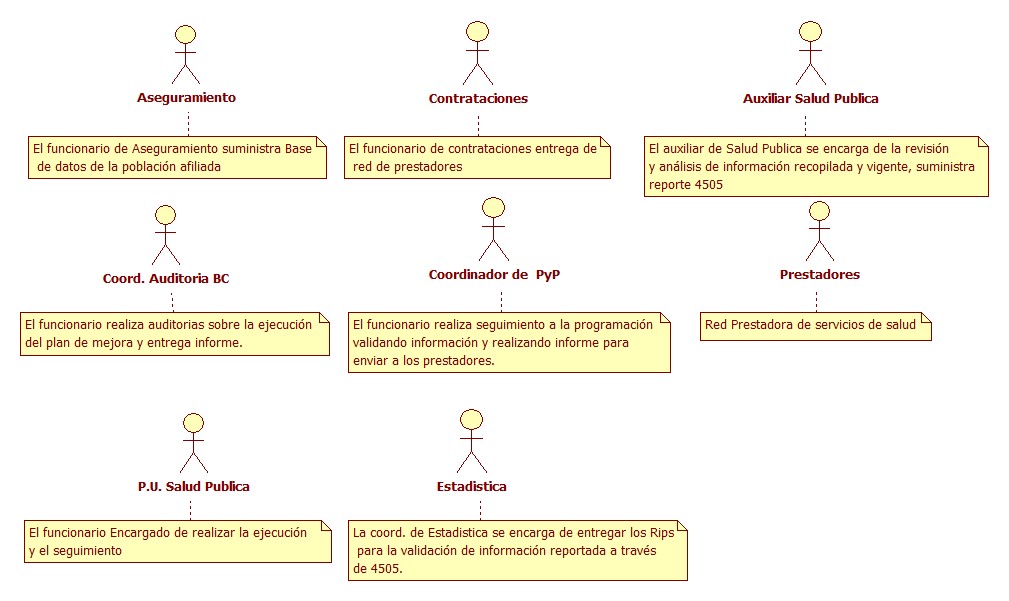 Aseguramiento
El funcionario de Aseguramiento suministra Base
de datos de la población afiliada
Contrataciones
El funcionario de contrataciones entrega de
red de prestadores
Auxiliar Salud Publica
El auxiliar de Salud Publica se encarga de la revisión
y análisis de información recopilada y vigente, suministra
reporte 4505
Coord. Auditoria BC
El funcionario realiza auditorias sobre la ejecución
del plan de mejora y entrega informe.
Coordinador de PyP
El funcionario realiza seguimiento a la programación
validando información y realizando informe para
enviar a los prestadores.
Prestadores
Red Prestadora de servicios de salud
P.U. Salud Publica
El funcionario Encargado de realizar la ejecución
y el seguimiento
Estadistica
La coord. de Estadistica se encarga de entregar los Rips
para la validación de información reportada a través
de 4505.